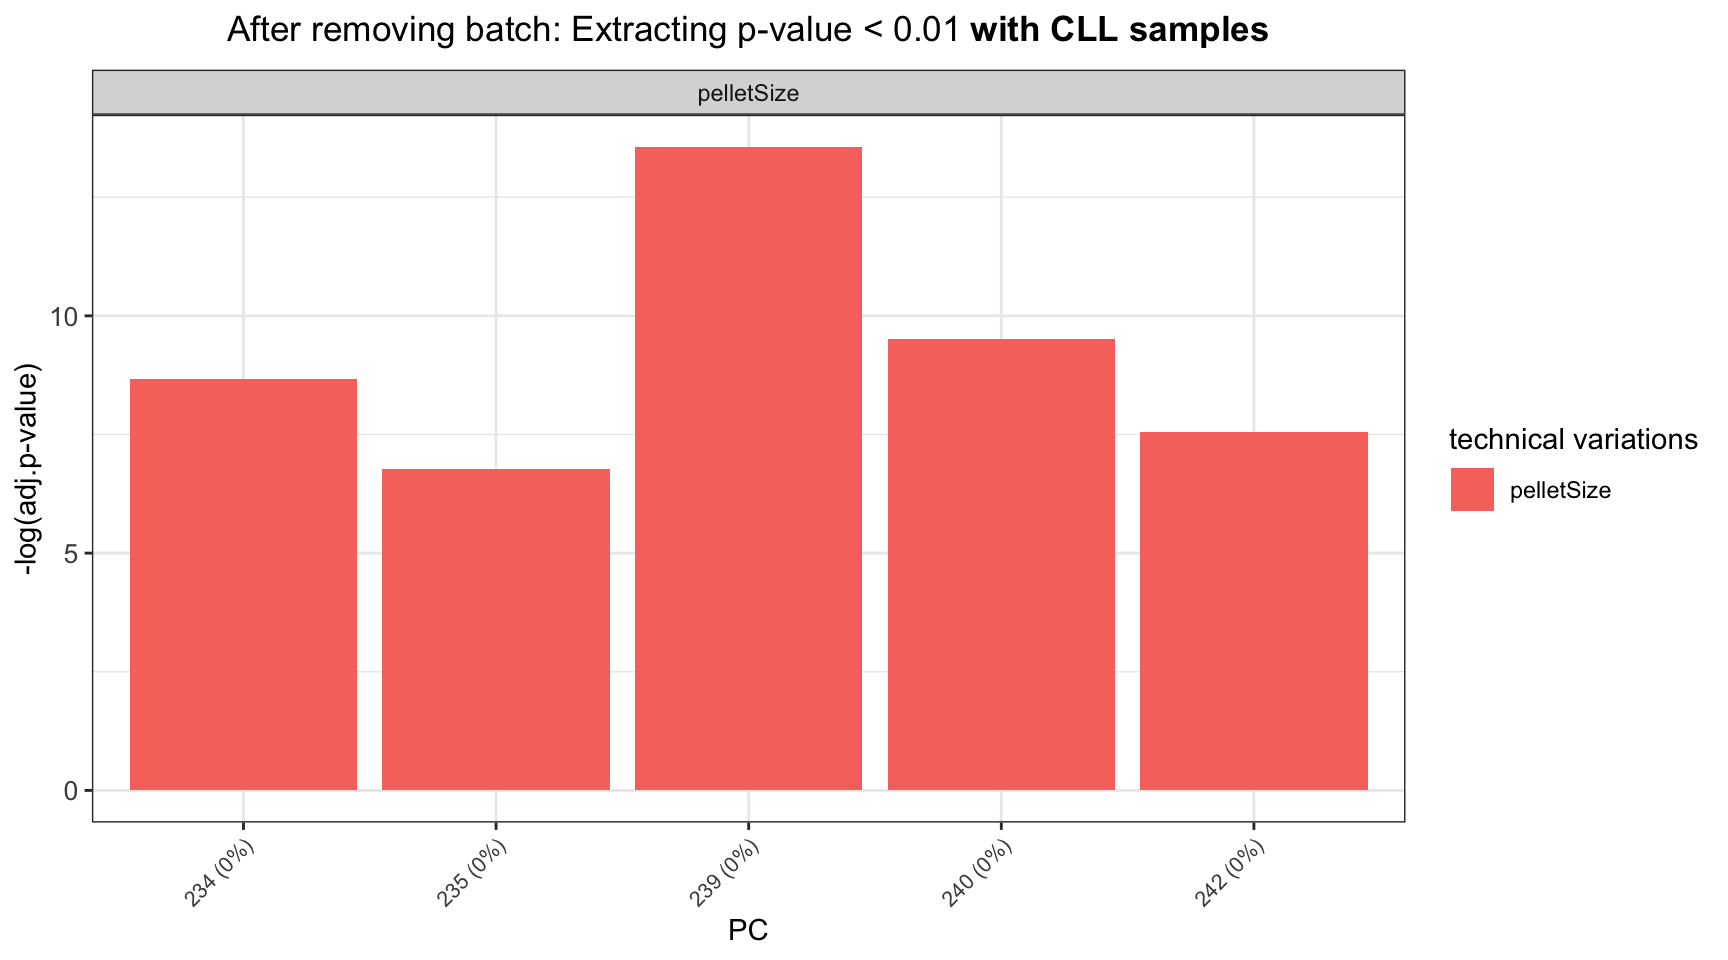 After removing batch: Extracting p-value < 0.01 with CLL samples
pelletSize
-log(adj.p-value)
10
5
0
234 (0%)
235 (0%)
239 (0%)
240 (0%)
242 (0%)
PC
technical variations
pelletSize